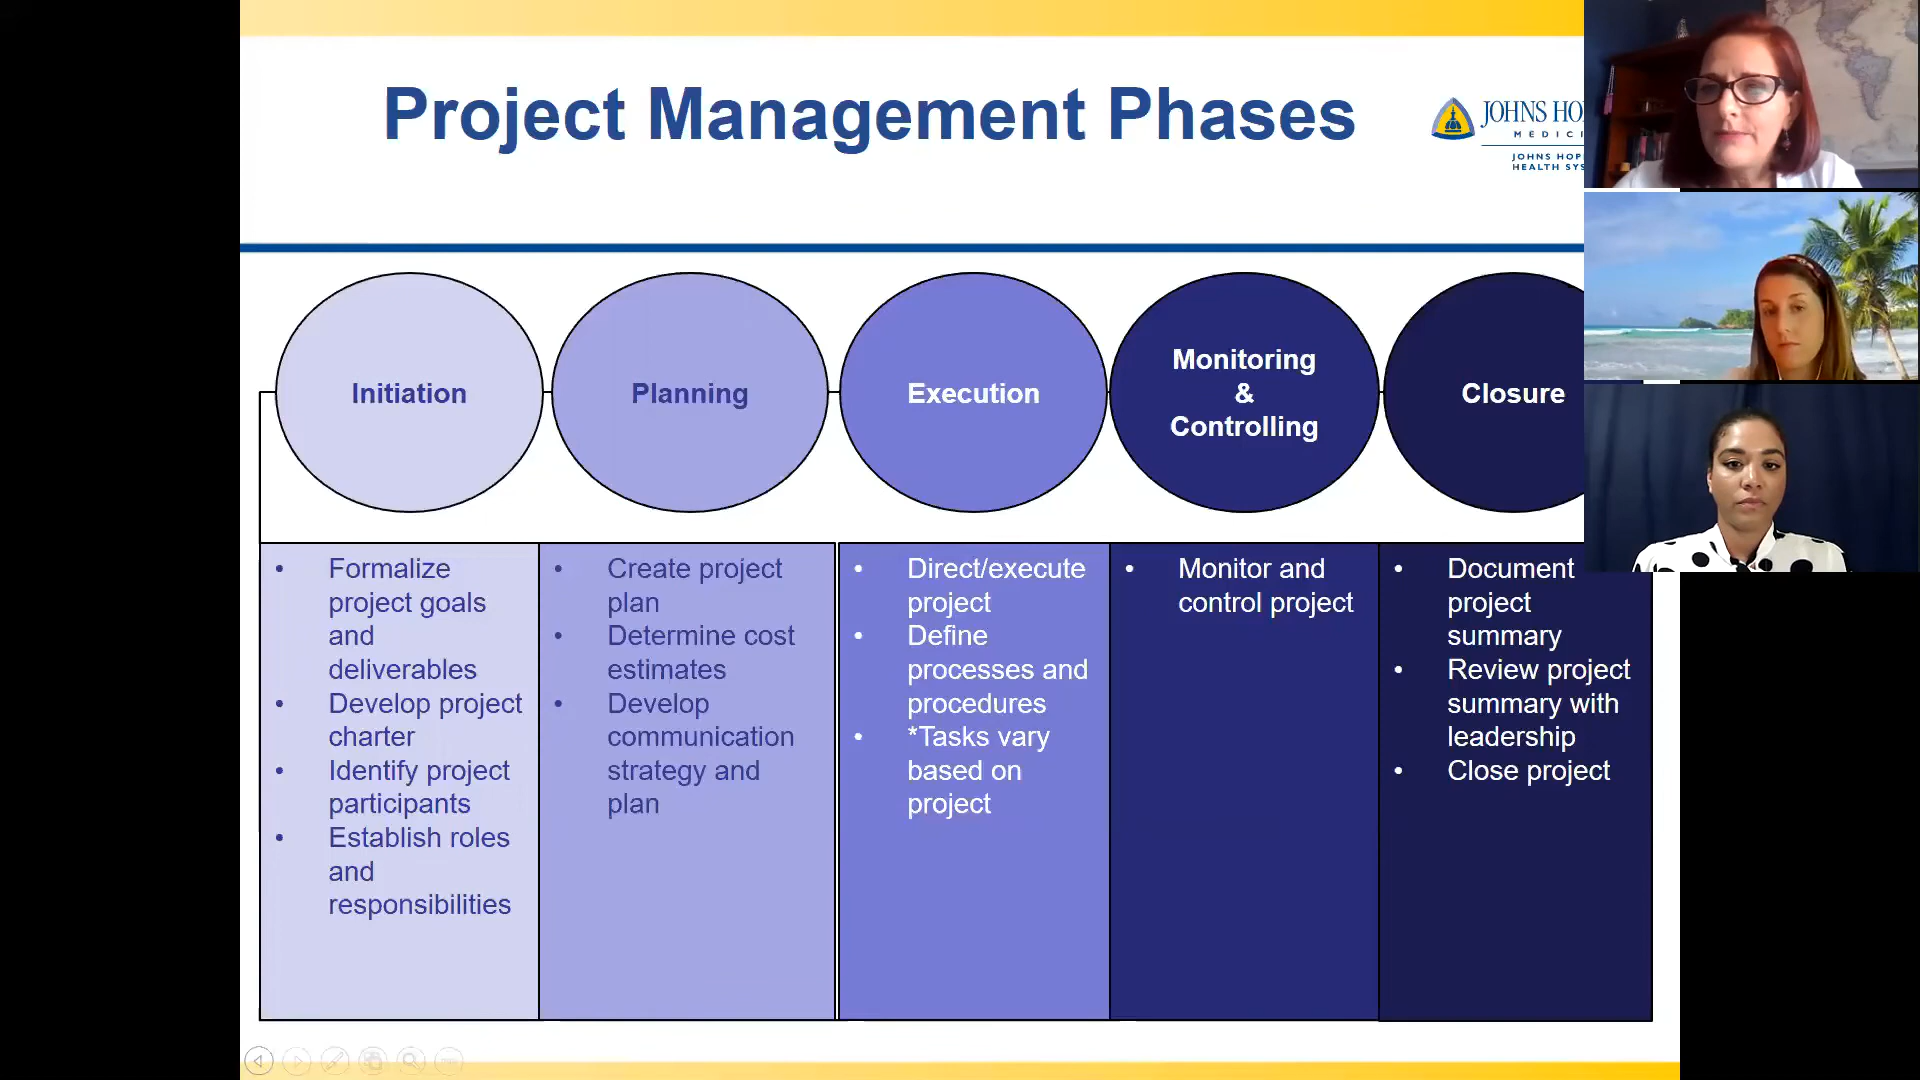 Project Management Phases
JOHNS HO
MEDICI
JOHNS HOP
HEALTH SYS
Initiation
Planning
Execution
Monitoring
&
Controlling
Closure
• Formalize
project goals
and
deliverables
• Develop project
charter
• Identify project
participants
• Establish roles
and
responsibilities
• Create project
plan
• Determine cost
estimates
• Develop
communication
strategy and
plan
• Direct/execute
project
• Define
processes and
procedures
• *Tasks vary
based on
project
• Monitor and
control project
• Document
project
summary
• Review project
summary with
leadership
• Close project